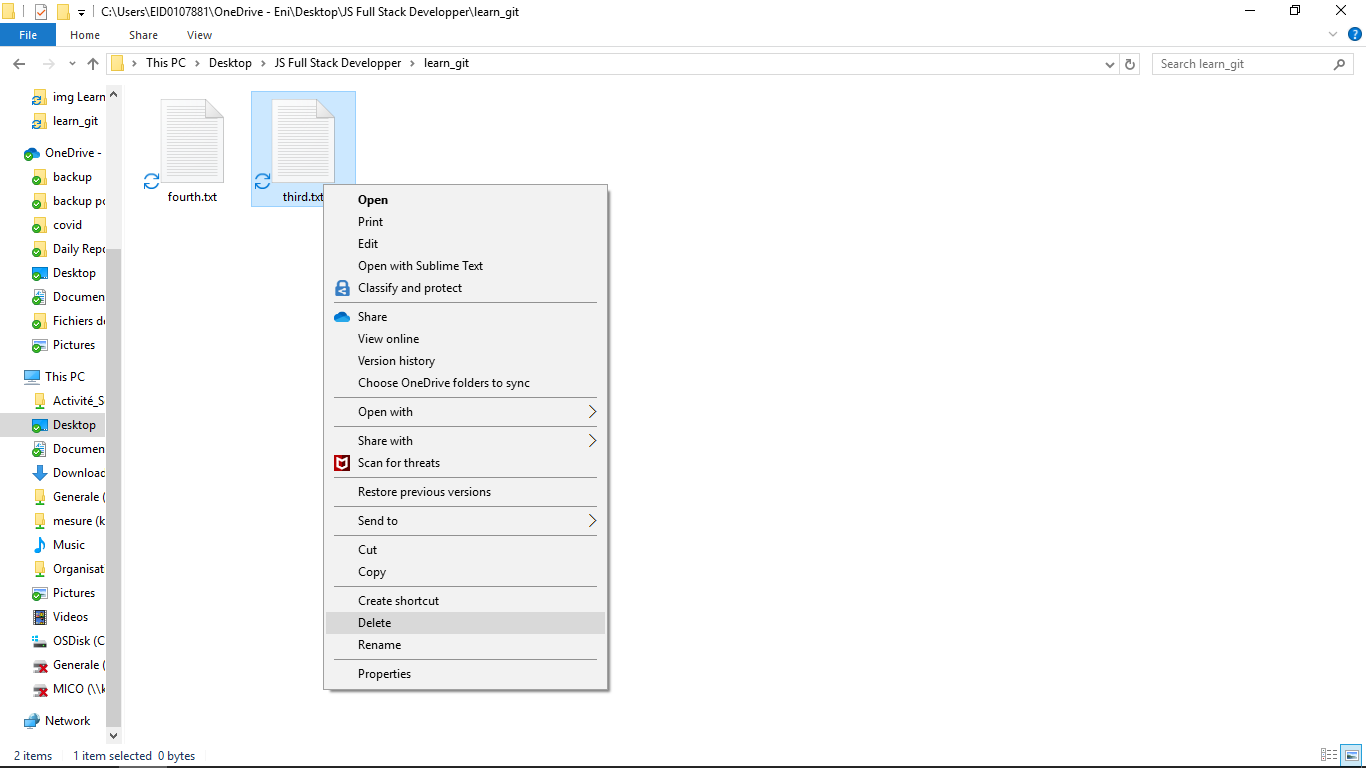 C:\Users\EID0107881\OneDrive - Eni\Desktop\JS Full Stack Developper\learn_git
File Home Share View
This PC Desktop JS Full Stack Developper learn_git
Search learn_git
img Learn
learn_git
OneDrive -
backup
backup po
covid
Daily Repo
Desktop
Documen
Fichiers de
Pictures
This PC
Activité_S
Desktop
Documen
Download
Generale (
mesure (k
Music
Organisat
Pictures
Videos
OSDisk (C
Generale (
MICO (\\k
Network
fourth.txt
third.txt
Open
Print
Edit
Open with Sublime Text
Classify and protect
Share
View online
Version history
Choose OneDrive folders to sync
Open with
Share with
Scan for threats
Restore previous versions
Send to
Cut
Copy
Create shortcut
Delete
Rename
Properties
2 items 1 item selected 0 bytes